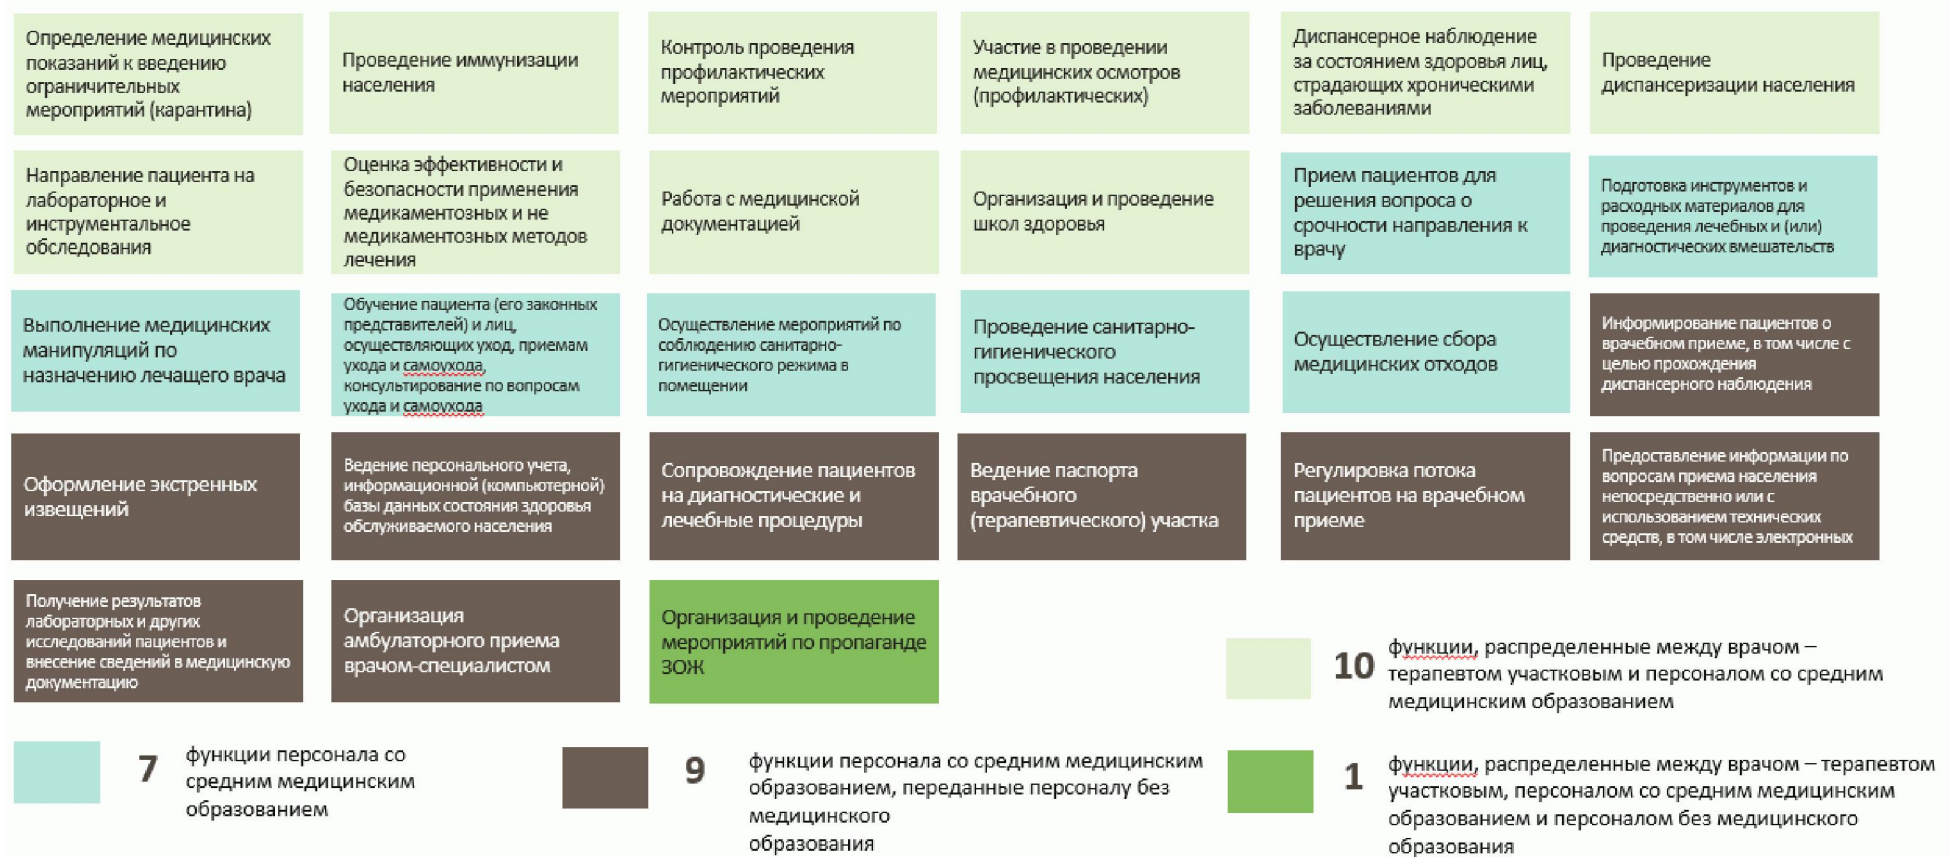 Определение медицинских
показаний к введению
ограничительных
мероприятий (карантина)
Проведение иммунизации
населения
Контроль проведения
профилактических
мероприятий
Участие в проведении
медицинских осмотров
(профилактических)
Диспансерное наблюдение
за состоянием здоровья лиц,
страдающих хроническими
заболеваниями
Проведение
диспансеризации населения
Направление пациента на
лабораторное и
инструментальное
обследования
Оценка эффективности и
безопасности применения
медикаментозных и не
медикаментозных методов
лечения
Работа с медицинской
документацией
Организация и проведение
школ здоровья
Прием пациентов для
решения вопроса о
срочности направления к
врачу
Подготовка инструментов и
расходных материалов для
проведения лечебных и (или)
диагностических вмешательств
Выполнение медицинских
манипуляций по
назначению лечащего врача
Обучение пациента (его законных
представителей) и лиц,
осуществляющих уход, приемам
ухода и самоухода,
консультирование по вопросам
ухода и самоухода
Осуществление мероприятий по
соблюдению санитарно-
гигиенического режима в
помещении
Проведение санитарно-
гигиенического
просвещения населения
Осуществление сбора
медицинских отходов
Информирование пациентов о
врачебном приеме, в том числе с
целью прохождения
диспансерного наблюдения
Оформление экстренных
извещений
Ведение персонального учета,
информационной (компьютерной)
базы данных состояния здоровья
обслуживаемого населения
Сопровождение пациентов
на диагностические и
лечебные процедуры
Ведение паспорта
врачебного
(терапевтического) участка
Регулировка потока
пациентов на врачебном
приеме
Предоставление информации по
вопросам приема населения
непосредственно или с
использованием технических
средств, в том числе электронных
Получение результатов
лабораторных и других
исследований пациентов и
внесение сведений в медицинскую
документацию
Организация
амбулаторного приема
врачом-специалистом
Организация и проведение
мероприятий по пропаганде
ЗОЖ
10
функции, распределенные между врачом –
терапевтом участковым и персоналом со средним
медицинским образованием
7
функции персонала со
средним медицинским
образованием
9
функции персонала со средним медицинским
образованием, переданные персоналу без
медицинского
образования
1
функции, распределенные между врачом – терапевтом
участковым, персоналом со средним медицинским
образованием и персоналом без медицинского
образования